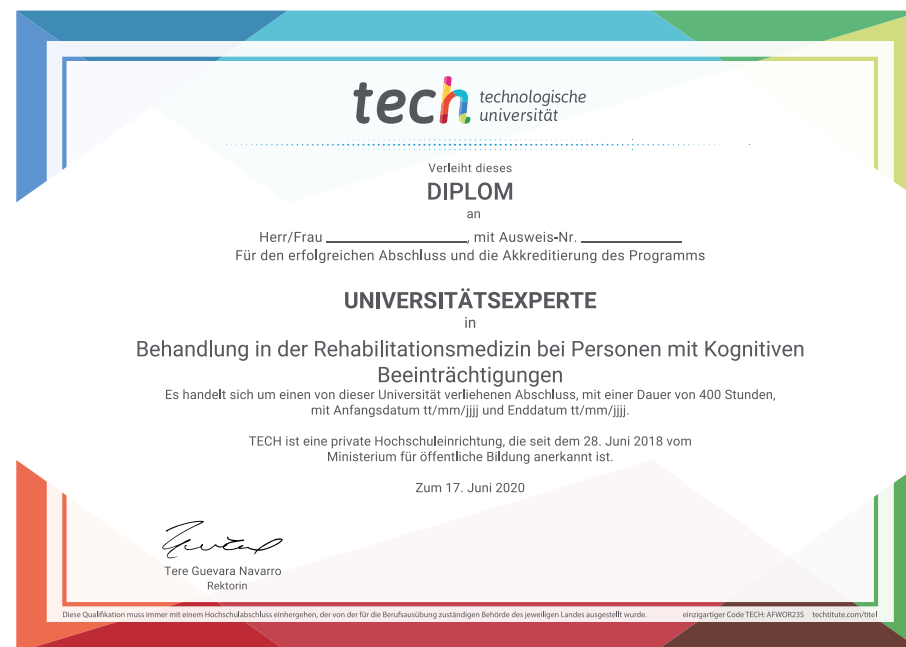 tech technologische
universität
Verleiht dieses
DIPLOM
an
Herr/Frau ____________________, mit Ausweis-Nr. ______________
Für den erfolgreichen Abschluss und die Akkreditierung des Programms
UNIVERSITÄTSEXPERTE
in
Behandlung in der Rehabilitationsmedizin bei Personen mit Kognitiven
Beeinträchtigungen
Es handelt sich um einen von dieser Universität verliehenen Abschluss, mit einer Dauer von 400 Stunden,
mit Anfangsdatum tt/mm/jjjj und Enddatum tt/mm/jjjj.
TECH ist eine private Hochschuleinrichtung, die seit dem 28. Juni 2018 vom
Ministerium für öffentliche Bildung anerkannt ist.
Zum 17. Juni 2020
Tere Guevara Navarro
Rektorin
Diese Qualifikation muss immer mit einem Hochschulabschluss einhergehen, der von der für die Berufsausübung zuständigen Behörde des jeweiligen Landes ausgestellt wurde. einzigartiger Code TECH: AFWOR23S techtitute.com/titel